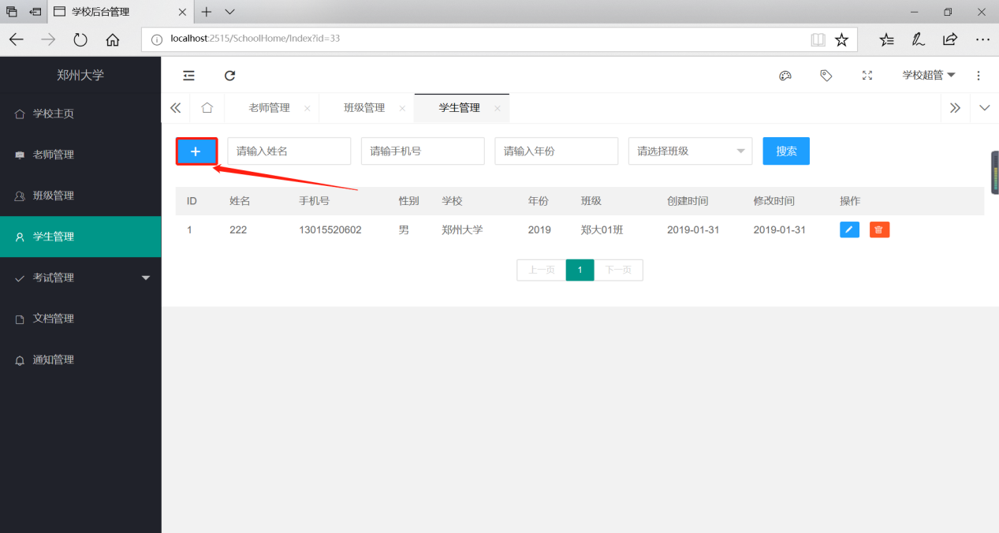 学校后台管理
localhost:2515/SchoolHome/Index?id=33
郑州大学
学校超管
学校主页
老师管理
班级管理
学生管理
考试管理
文档管理
通知管理
老师管理 班级管理 学生管理
请输入姓名 请输手机号 请输入年份 请选择班级 搜索
ID 姓名 手机号 性别 学校 年份 班级 创建时间 修改时间 操作
1 222 13015520602 男 郑州大学 2019 郑大01班 2019-01-31 2019-01-31
上一页 1 下一页